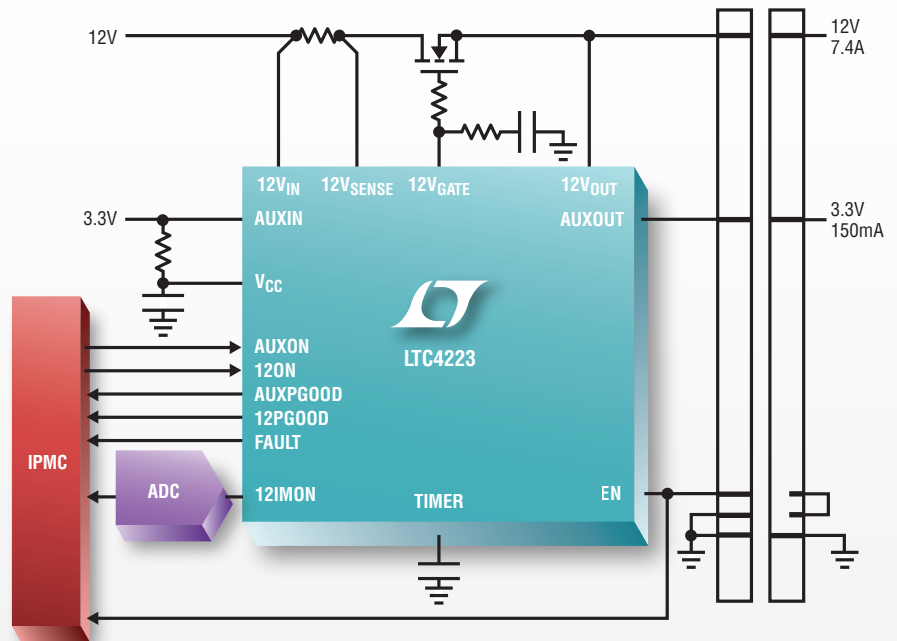 12V
12V
7.4A
12VIN 12VSENSE 12VGATE 12VOUT
3.3V
AUXIN
AUXOUT
3.3V
150mA
VCC
LTC4223
AUXON
12ON
AUXPGOOD
12PGOOD
FAULT
IPMC
ADC
12IMON
TIMER
EN